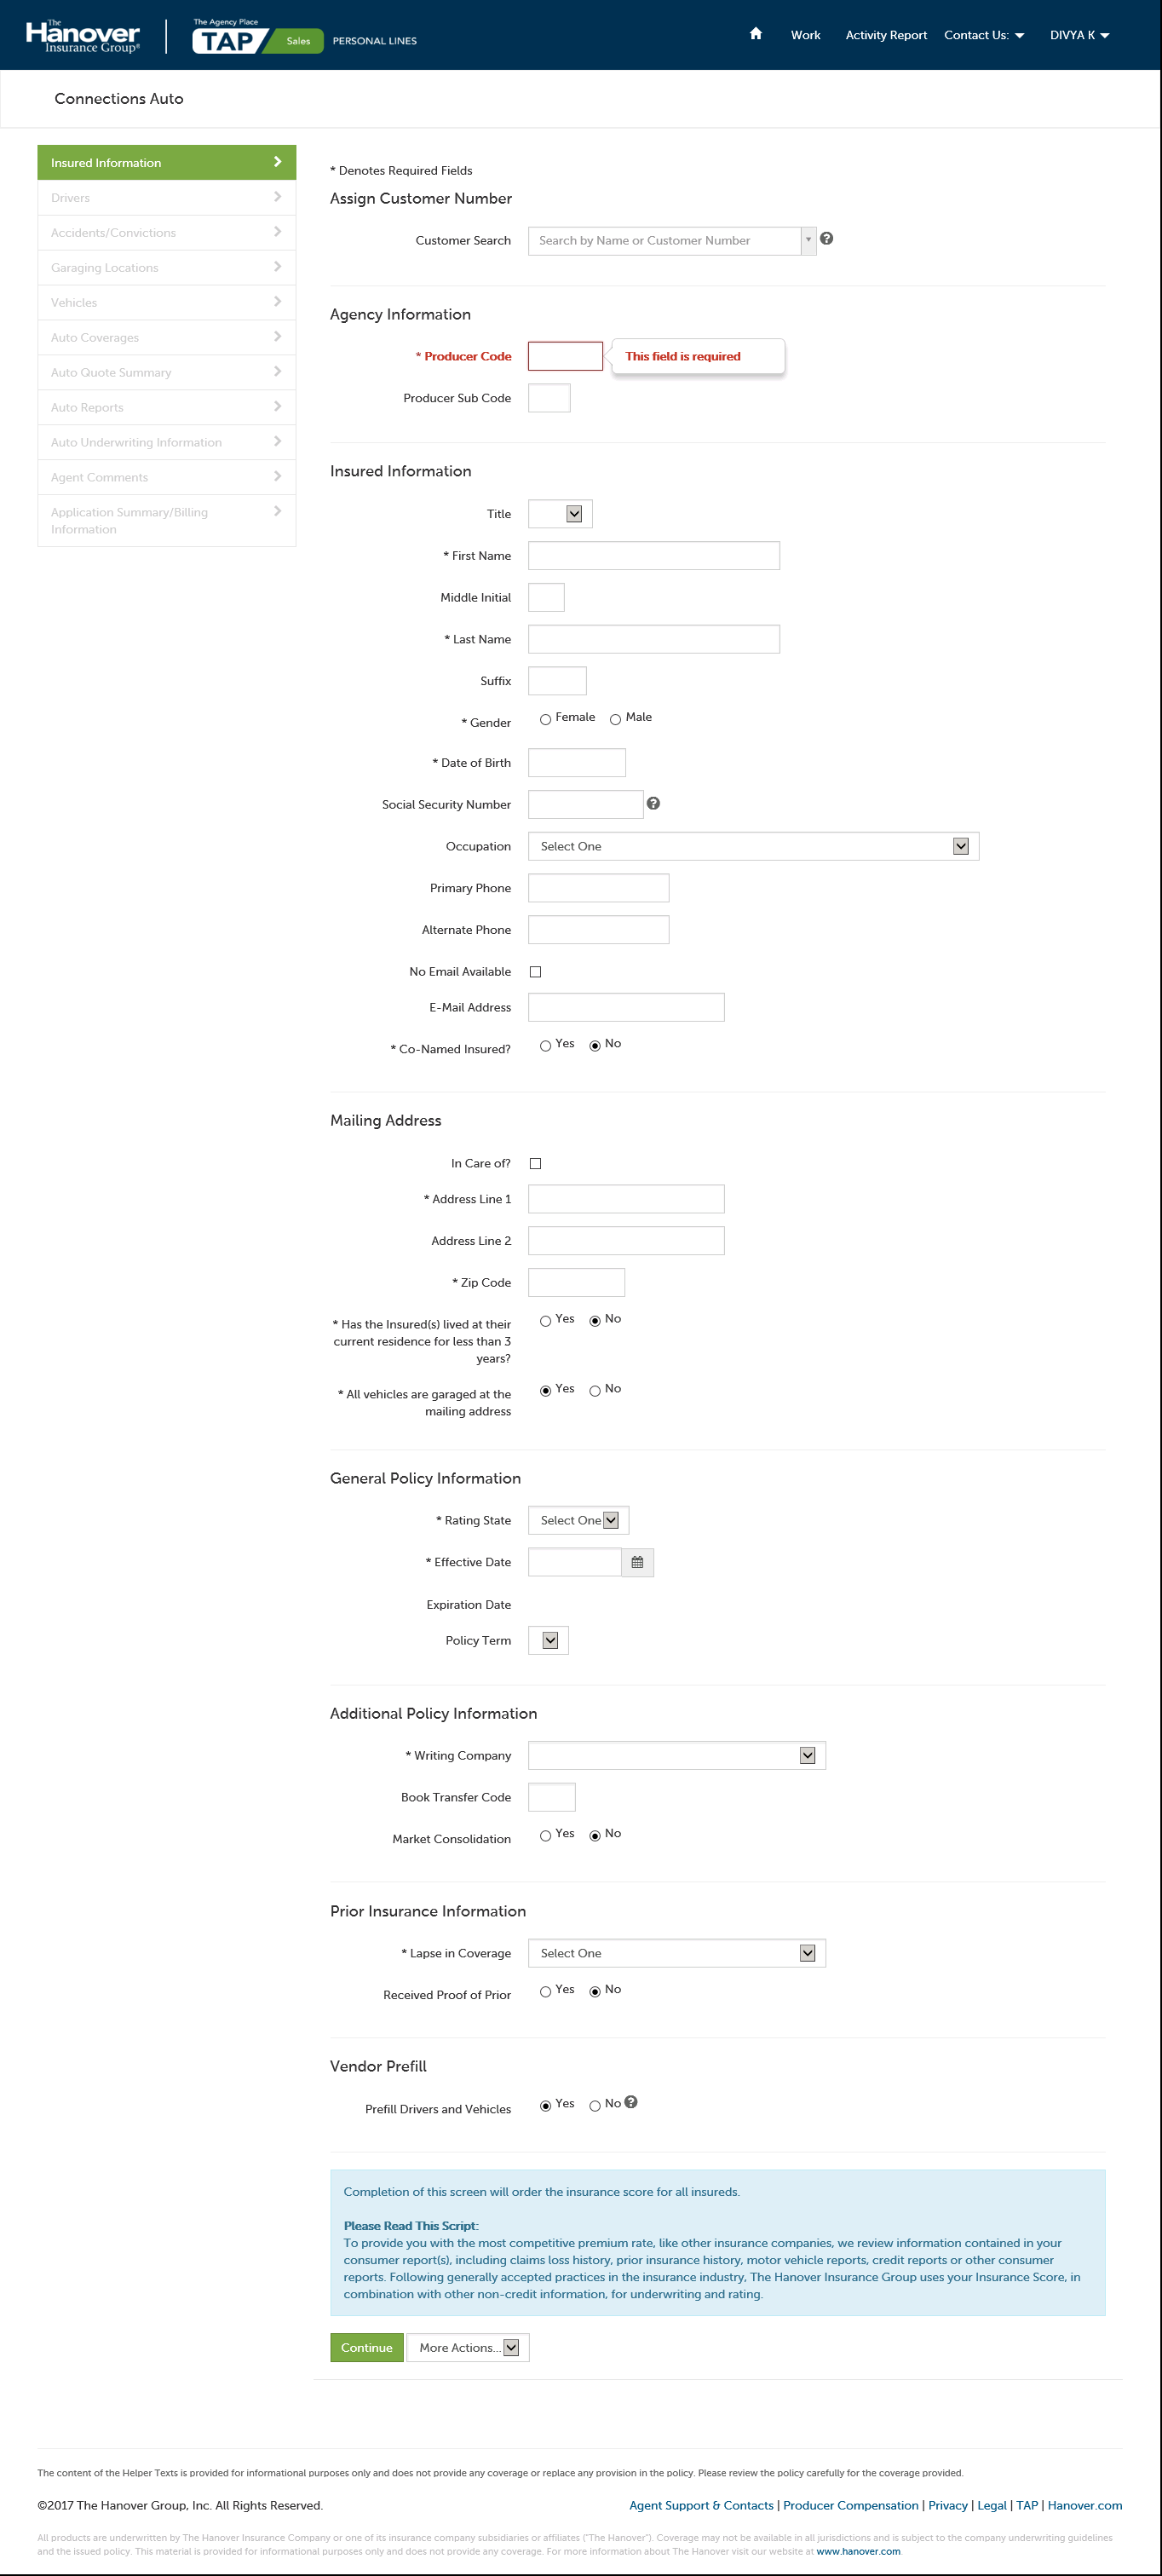 The
Hanover
Insurance Group®
The Agency Place
TAP Sales PERSONAL LINES
Work Activity Report Contact Us: DIVYA K
Connections Auto
Insured Information
Drivers
Accidents/Convictions
Garaging Locations
Vehicles
Auto Coverages
Auto Quote Summary
Auto Reports
Auto Underwriting Information
Agent Comments
Application Summary/Billing
Information
* Denotes Required Fields
Assign Customer Number
Customer Search Search by Name or Customer Number
Agency Information
* Producer Code This field is required
Producer Sub Code
Insured Information
Title
* First Name
Middle Initial
* Last Name
Suffix
* Gender Female Male
* Date of Birth
Social Security Number
Occupation Select One
Primary Phone
Alternate Phone
No Email Available
E-Mail Address
* Co-Named Insured? Yes No
Mailing Address
In Care of?
* Address Line 1
Address Line 2
* Zip Code
* Has the Insured(s) lived at their Yes No
current residence for less than 3
years?
* All vehicles are garaged at the Yes No
mailing address
General Policy Information
* Rating State Select One
* Effective Date
Expiration Date
Policy Term
Additional Policy Information
* Writing Company
Book Transfer Code
Market Consolidation Yes No
Prior Insurance Information
* Lapse in Coverage Select One
Received Proof of Prior Yes No
Vendor Prefill
Prefill Drivers and Vehicles Yes No
Completion of this screen will order the insurance score for all insureds.
Please Read This Script:
To provide you with the most competitive premium rate, like other insurance companies, we review information contained in your
consumer report(s), including claims loss history, prior insurance history, motor vehicle reports, credit reports or other consumer
reports. Following generally accepted practices in the insurance industry, The Hanover Insurance Group uses your Insurance Score, in
combination with other non-credit information, for underwriting and rating.
Continue More Actions...
The content of the Helper Texts is provided for informational purposes only and does not provide any coverage or replace any provision in the policy. Please review the policy carefully for the coverage provided.
©2017 The Hanover Group, Inc. All Rights Reserved. Agent Support & Contacts | Producer Compensation | Privacy | Legal | TAP | Hanover.com
All products are underwritten by The Hanover Insurance Company or one of its insurance company subsidiaries or affiliates ("The Hanover"). Coverage may not be available in all jurisdictions and is subject to the company underwriting guidelines
and the issued policy. This material is provided for informational purposes only and does not provide any coverage. For more information about The Hanover visit our website at www.hanover.com